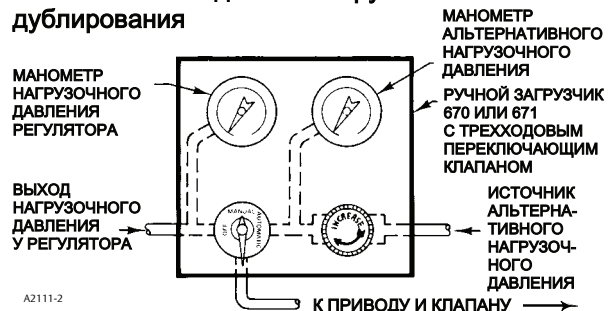 дублирования
МАНОМЕТР
АЛЬТЕРНАТИВНОГО
НАГРУЗОЧНОГО
ДАВЛЕНИЯ
МАНОМЕТР
НАГРУЗОЧНОГО
ДАВЛЕНИЯ
РЕГУЛЯТОРА
РУЧНОЙ ЗАГРУЗЧИК
670 ИЛИ 671
С ТРЕХХОДОВЫМ
ПЕРЕКЛЮЧАЮЩИМ
КЛАПАНОМ
ВЫХОД
НАГРУЗОЧНОГО
ДАВЛЕНИЯ
У РЕГУЛЯТОРА
OFF
MANUAL
AUTOMATIC
INCREASE
ИСТОЧНИК
АЛЬТЕРНА-
ТИВНОГО
НАГРУЗОЧ-
НОГО
ДАВЛЕНИЯ
A2111-2
К ПРИВОДУ И КЛАПАНУ